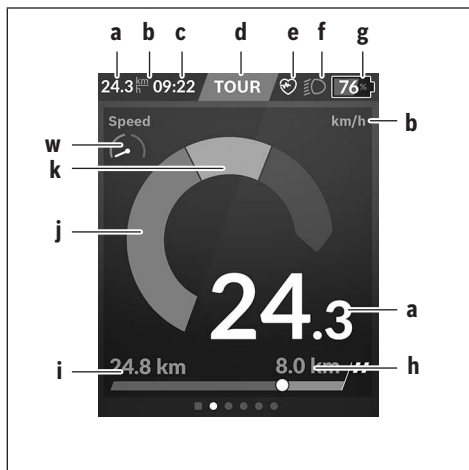 a b c d e f g
24.3 km/h 09:22 TOUR 76%
Speed km/h b
w
k
j
24.3 a
i 24.8 km 8.0 km h